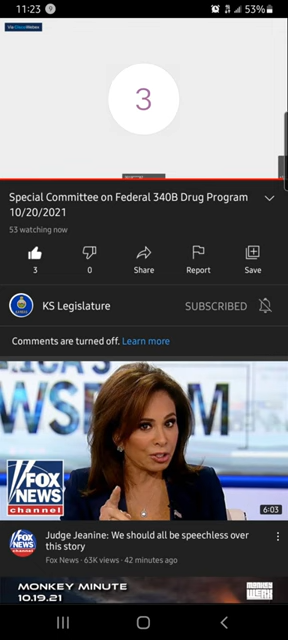 11:23
53%
3
Special Committee on Federal 340B Drug Program
10/20/2021
53 watching now
3
0
Share
Report
Save
KS Legislature
SUBSCRIBED
Comments are turned off. Learn more
FOX
NEWS
channel
6:03
Judge Jeanine: We should all be speechless over
this story
Fox News · 63K views · 42 minutes ago
MONKEY MINUTE
10.19.21